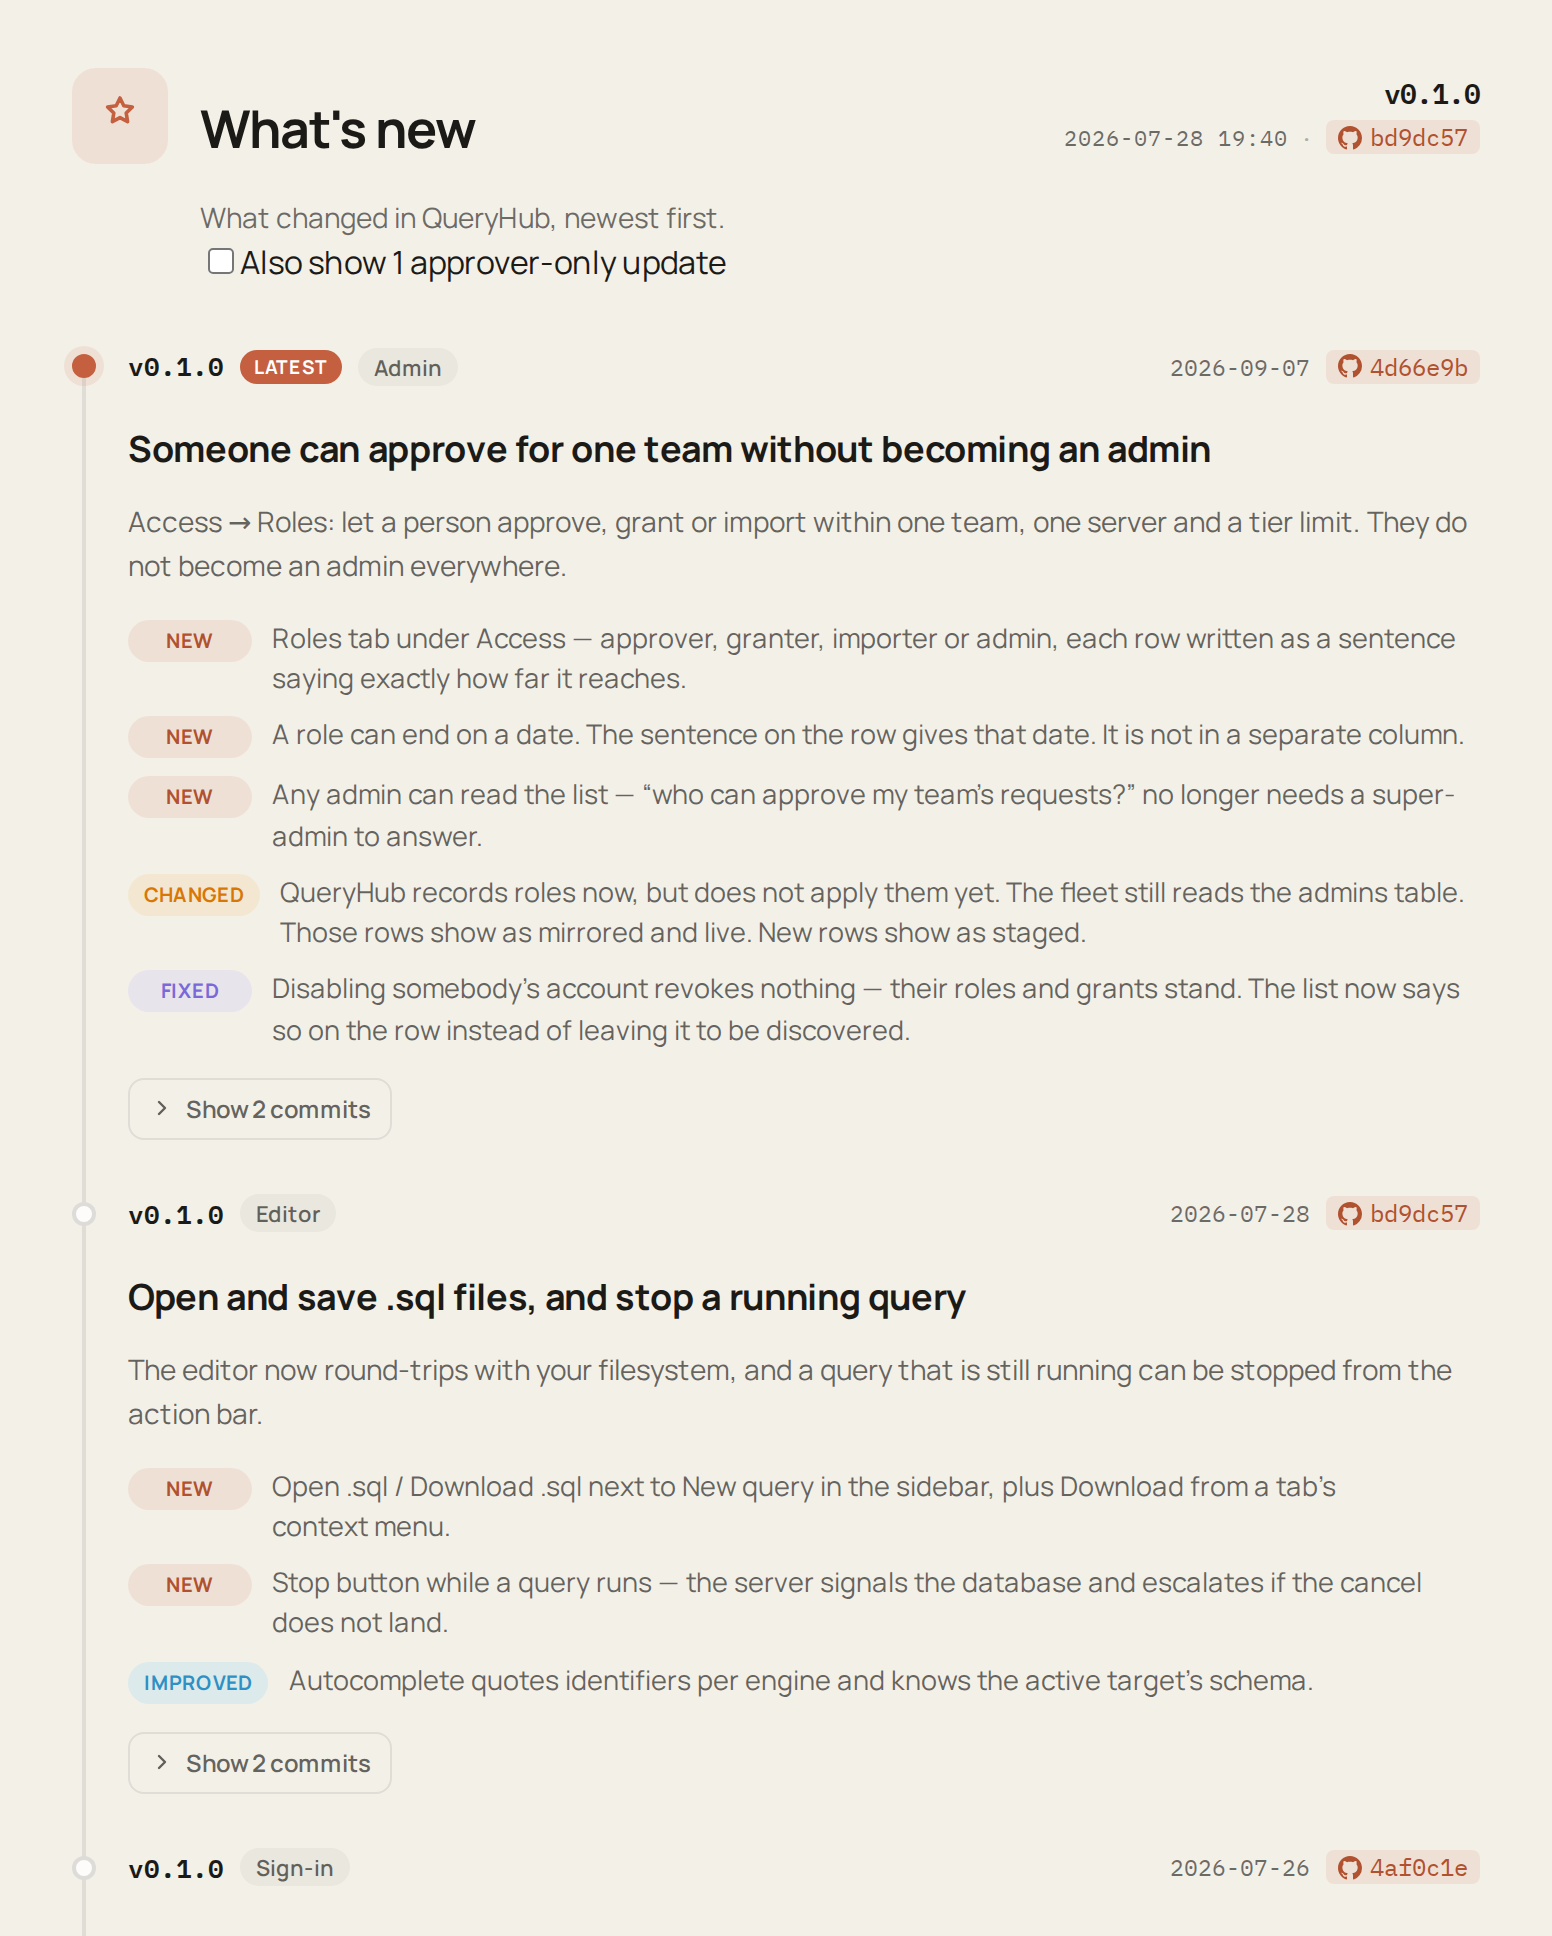 What's new
v0.1.0
2026-07-28 19:40 · bd9dc57
What changed in QueryHub, newest first.
Also show 1 approver-only update
v0.1.0 LATEST Admin 2026-09-07 4d66e9b
Someone can approve for one team without becoming an admin
Access → Roles: let a person approve, grant or import within one team, one server and a tier limit. They do
not become an admin everywhere.
NEW Roles tab under Access — approver, granter, importer or admin, each row written as a sentence
saying exactly how far it reaches.
NEW A role can end on a date. The sentence on the row gives that date. It is not in a separate column.
NEW Any admin can read the list — “who can approve my team’s requests?” no longer needs a super-
admin to answer.
CHANGED QueryHub records roles now, but does not apply them yet. The fleet still reads the admins table.
Those rows show as mirrored and live. New rows show as staged.
FIXED Disabling somebody’s account revokes nothing — their roles and grants stand. The list now says
so on the row instead of leaving it to be discovered.
Show 2 commits
v0.1.0 Editor 2026-07-28 bd9dc57
Open and save .sql files, and stop a running query
The editor now round-trips with your filesystem, and a query that is still running can be stopped from the
action bar.
NEW Open .sql / Download .sql next to New query in the sidebar, plus Download from a tab’s
context menu.
NEW Stop button while a query runs — the server signals the database and escalates if the cancel
does not land.
IMPROVED Autocomplete quotes identifiers per engine and knows the active target’s schema.
Show 2 commits
v0.1.0 Sign-in 2026-07-26 4af0c1e